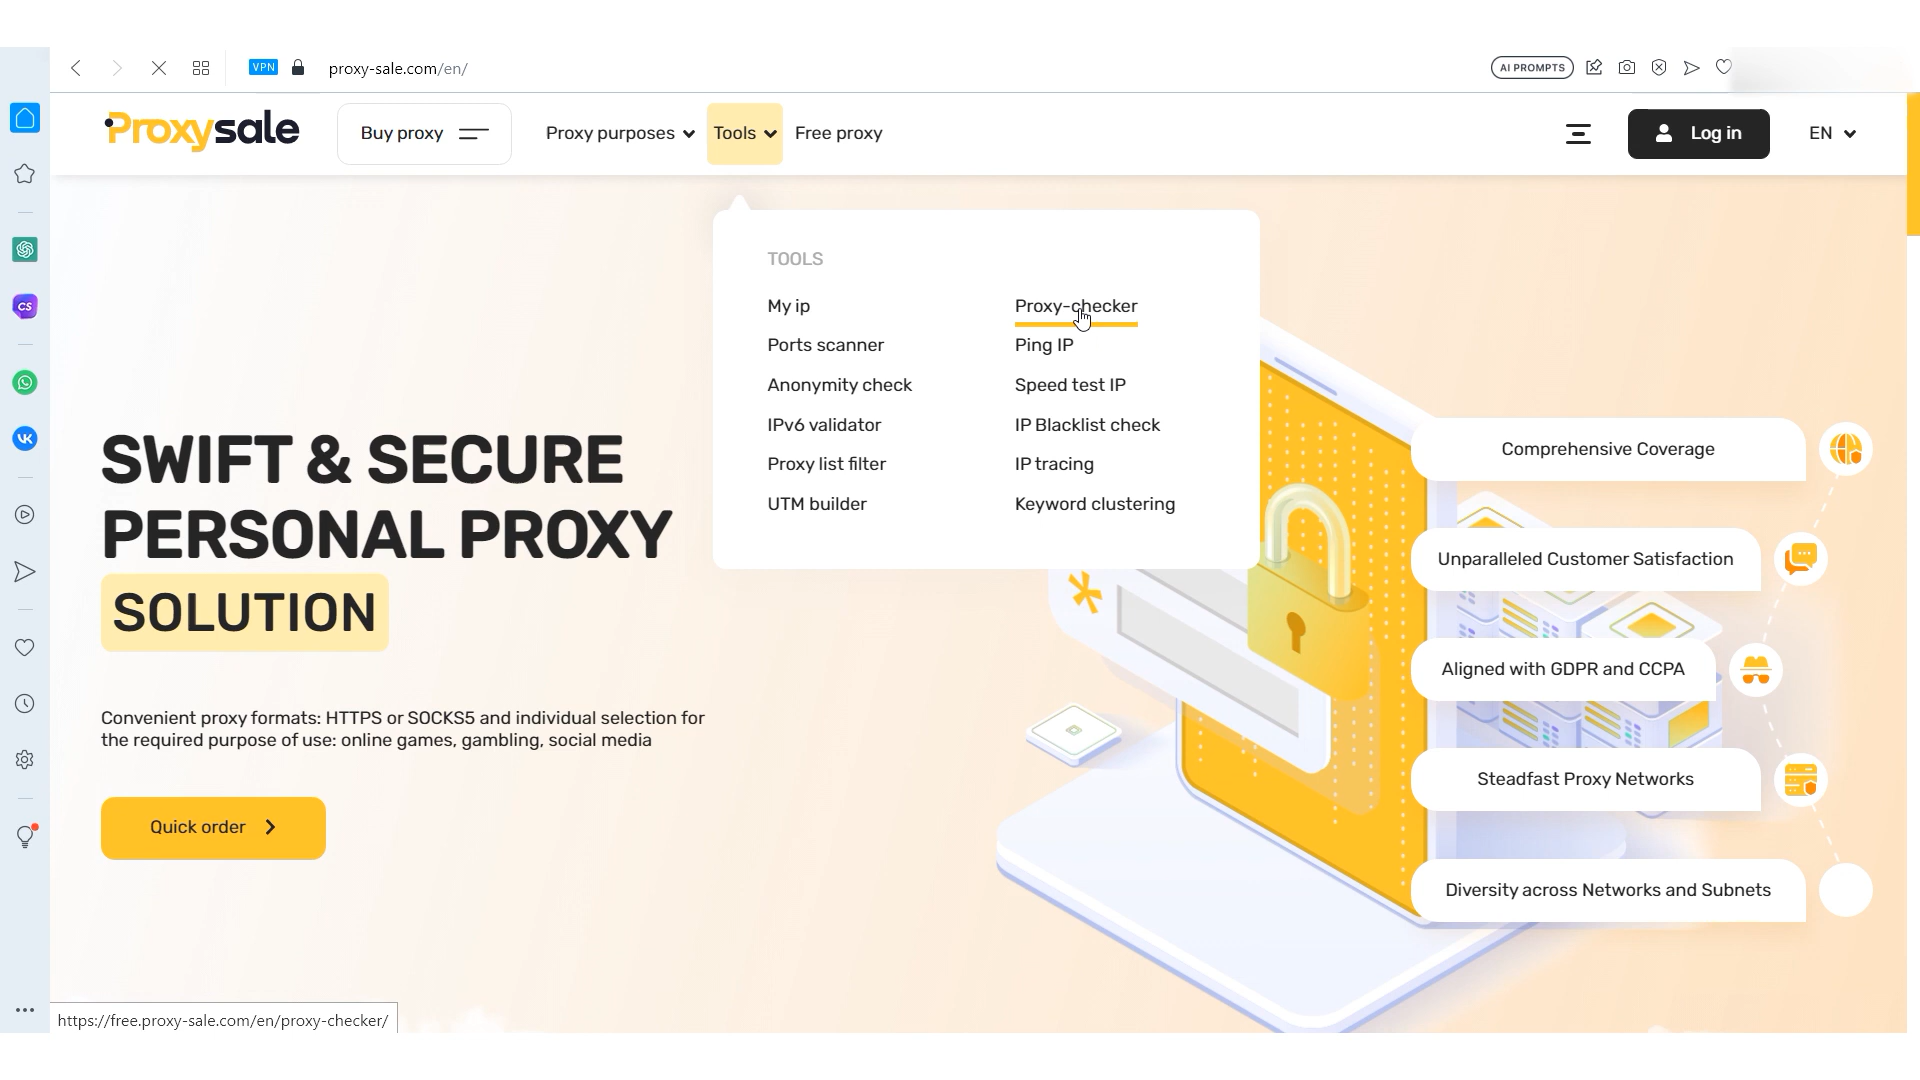 VPN
proxy-sale.com/en/
AI PROMPTS
Proxysale
Buy proxy
Proxy purposes
Tools
Free proxy
Log in
EN
CS
TOOLS
My ip
Proxy-checker
Ports scanner
Ping IP
Anonymity check
Speed test IP
IPv6 validator
IP Blacklist check
Proxy list filter
IP tracing
UTM builder
Keyword clustering
SWIFT & SECURE
PERSONAL PROXY
SOLUTION
Convenient proxy formats: HTTPS or SOCKS5 and individual selection for
the required purpose of use: online games, gambling, social media
Quick order
Comprehensive Coverage
Unparalleled Customer Satisfaction
Aligned with GDPR and CCPA
Steadfast Proxy Networks
Diversity across Networks and Subnets
https://free.proxy-sale.com/en/proxy-checker/